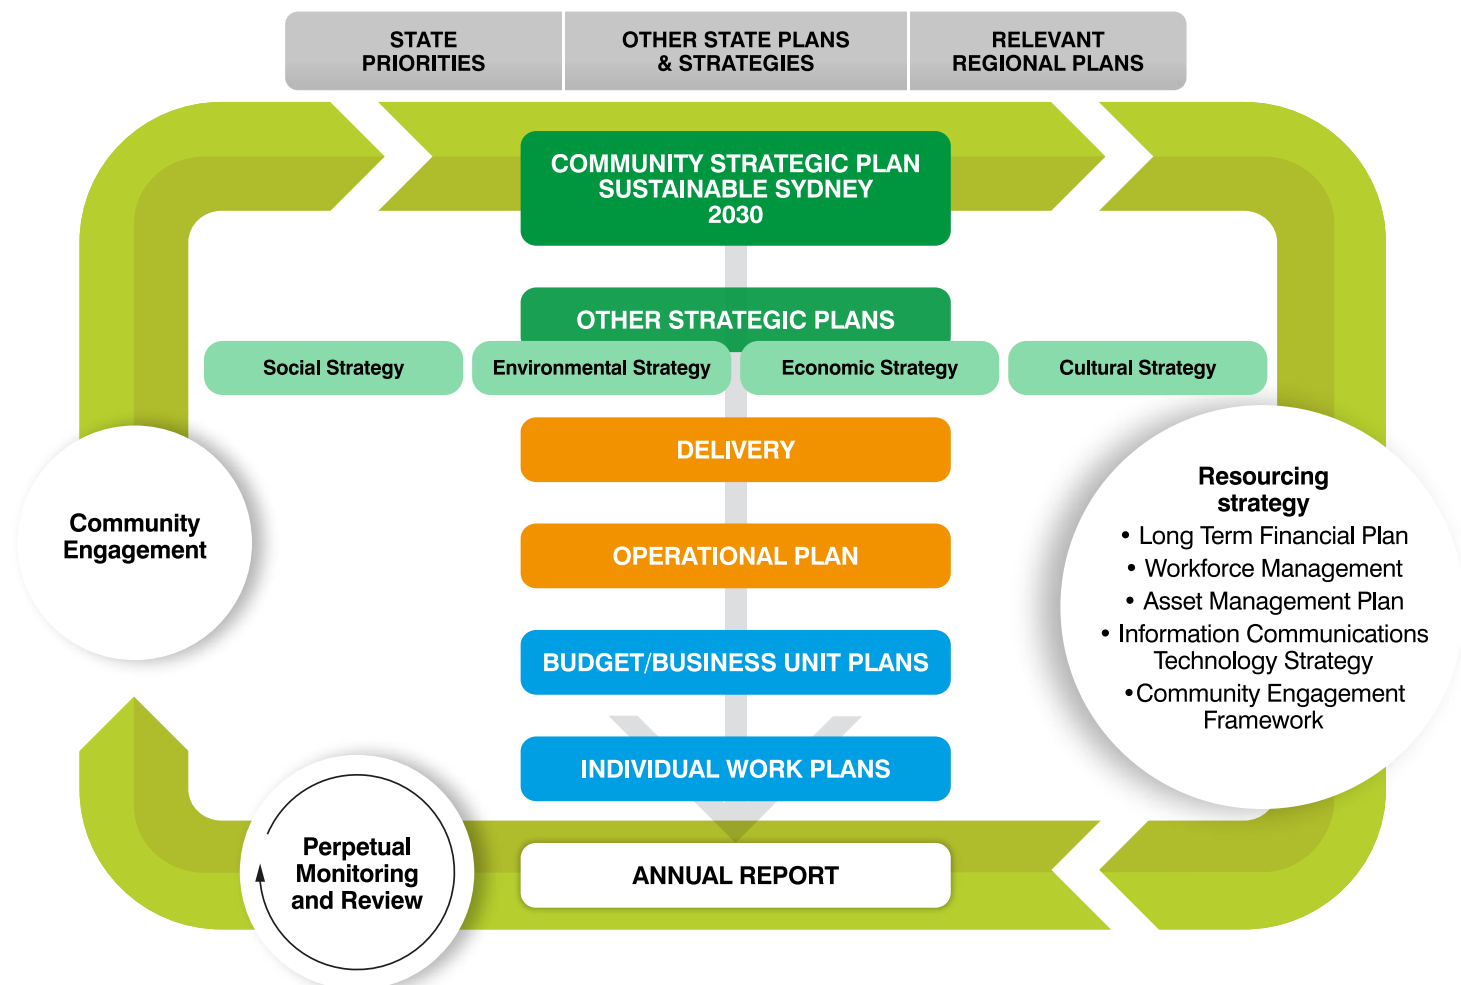 STATE
PRIORITIES
OTHER STATE PLANS
& STRATEGIES
RELEVANT
REGIONAL PLANS
COMMUNITY STRATEGIC PLAN
SUSTAINABLE SYDNEY
2030
OTHER STRATEGIC PLANS
Social Strategy
Environmental Strategy
Economic Strategy
Cultural Strategy
DELIVERY
OPERATIONAL PLAN
BUDGET/BUSINESS UNIT PLANS
INDIVIDUAL WORK PLANS
ANNUAL REPORT
Community
Engagement
Resourcing
strategy
• Long Term Financial Plan
• Workforce Management
• Asset Management Plan
• Information Communications
Technology Strategy
•Community Engagement
Framework
Perpetual
Monitoring
and Review